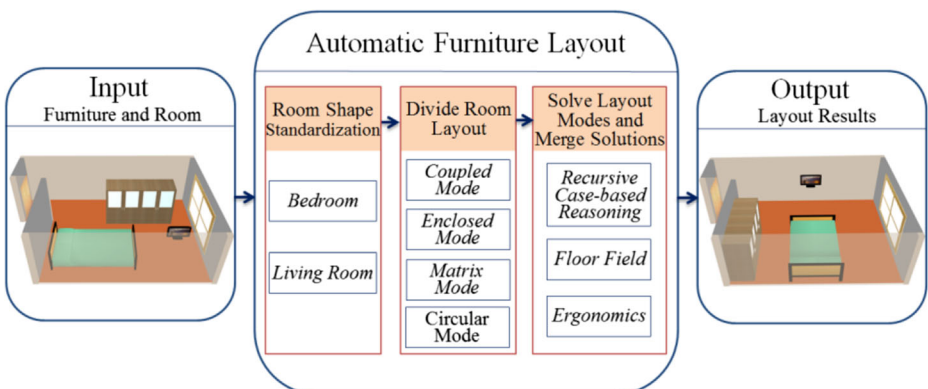 Input
Furniture and Room
Automatic Furniture Layout
Room Shape
Standardization
Bedroom
Living Room
Divide Room
Layout
Coupled
Mode
Enclosed
Mode
Matrix
Mode
Circular
Mode
Solve Layout
Modes and
Merge Solutions
Recursive
Case-based
Reasoning
Floor Field
Ergonomics
Output
Layout Results